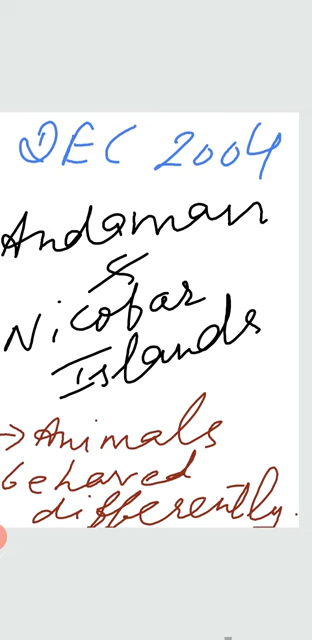 DEC 2004
Andaman
&
Nicobar
Islands
→ Animals
behaved
differently.